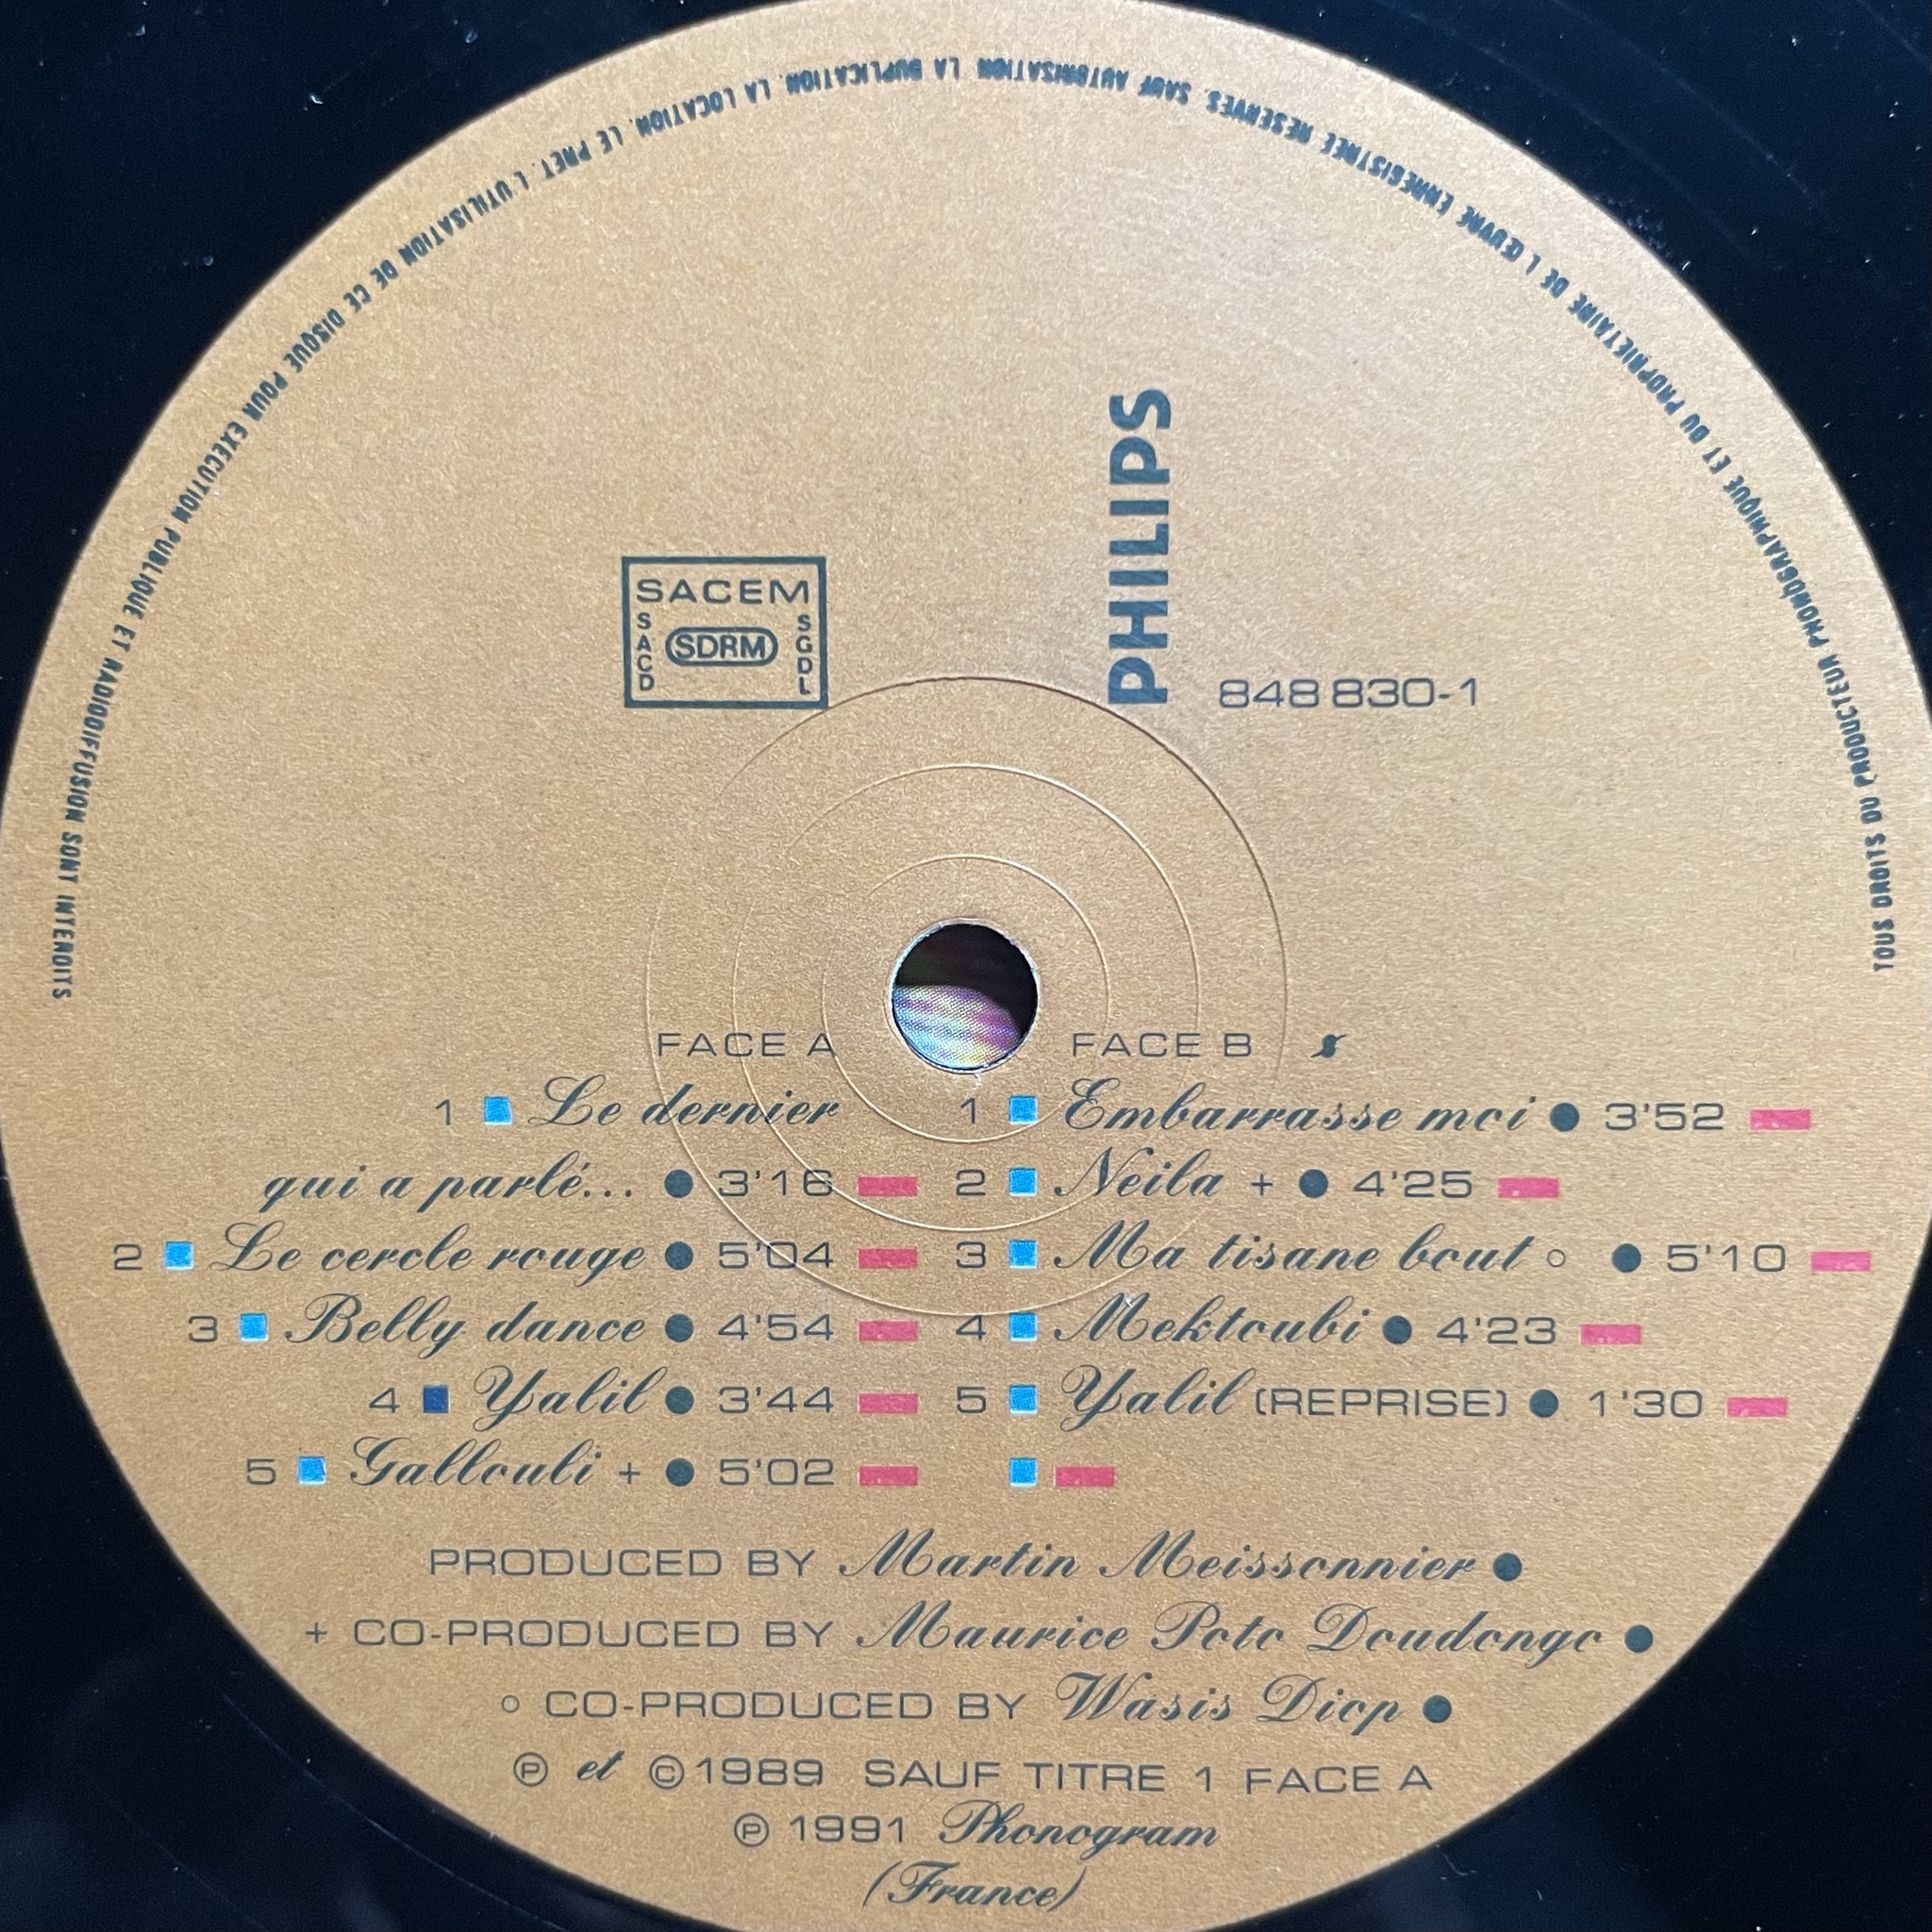 TOUS DROITS DU PRODUCTEUR PHONOGRAPHIQUE ET DU PROPRIETAIRE DE L'ŒUVRE ENREGISTREE RESERVES. SAUF AUTORISATION LA DUPLICATION. LA LOCATION. LE PRET. L'UTILISATION DE CE DISQUE POUR EXECUTION PUBLIQUE ET RADIODIFFUSION SONT INTERDITS
PHILIPS
848 830-1
SACEM
SACD
SDRM
SGDL
FACE A
1 Le dernier
qui a parlé... ● 3'16
2 Le cercle rouge ● 5'04
3 Belly dance ● 4'54
4 Yalil ● 3'44
5 Gallouli + ● 5'02
FACE B
1 Embarrasse moi ● 3'52
2 Neila + ● 4'25
3 Ma tisane bout ○ ● 5'10
4 Mektoubi ● 4'23
5 Yalil (REPRISE) ● 1'30
PRODUCED BY Martin Meissonnier ●
+ CO-PRODUCED BY Maurice Poto Doudongo ●
○ CO-PRODUCED BY Wasis Diop ●
℗ et ©1989 SAUF TITRE 1 FACE A
℗ 1991 Phonogram
(France)